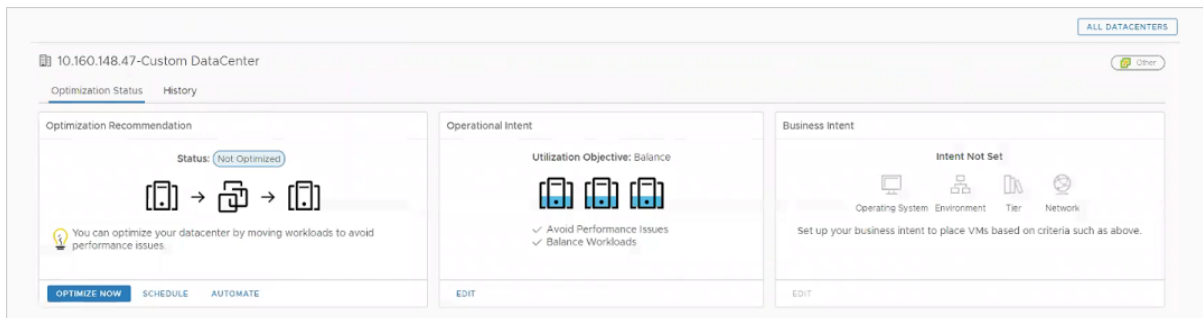 ALL DATACENTERS
10.160.148.47-Custom DataCenter
Other
Optimization Status History
Optimization Recommendation
Status: Not Optimized
You can optimize your datacenter by moving workloads to avoid
performance issues.
OPTIMIZE NOW SCHEDULE AUTOMATE
Operational Intent
Utilization Objective: Balance
Avoid Performance Issues
Balance Workloads
EDIT
Business Intent
Intent Not Set
Operating System Environment Tier Network
Set up your business intent to place VMs based on criteria such as above.
EDIT